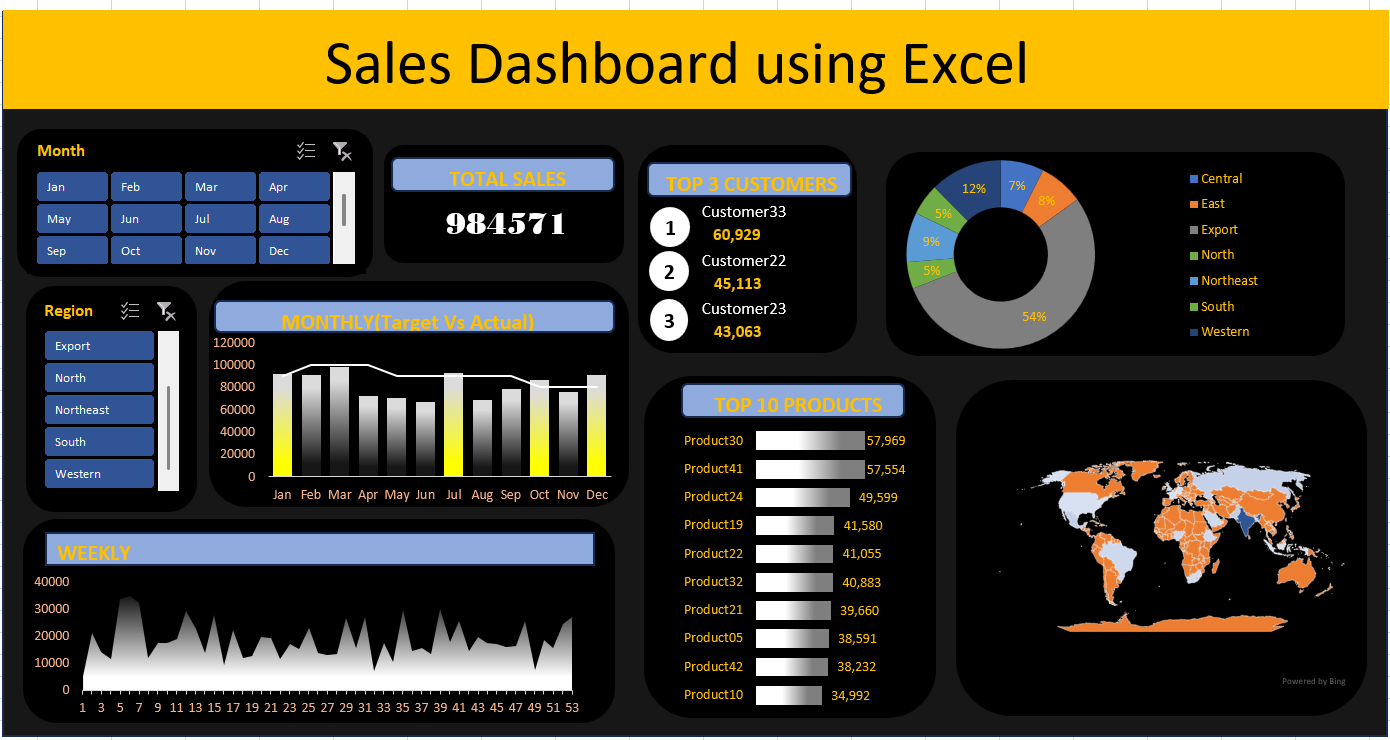 Sales Dashboard using Excel
Month
Jan Feb Mar Apr
May Jun Jul Aug
Sep Oct Nov Dec
TOTAL SALES
984571
TOP 3 CUSTOMERS
1 Customer33
60,929
2 Customer22
45,113
3 Customer23
43,063
7%
8%
54%
5%
9%
5%
12%
Central
East
Export
North
Northeast
South
Western
Region
Export
North
Northeast
South
Western
MONTHLY(Target Vs Actual)
120000
100000
80000
60000
40000
20000
0
Jan Feb Mar Apr May Jun Jul Aug Sep Oct Nov Dec
TOP 10 PRODUCTS
Product30 57,969
Product41 57,554
Product24 49,599
Product19 41,580
Product22 41,055
Product32 40,883
Product21 39,660
Product05 38,591
Product42 38,232
Product10 34,992
WEEKLY
40000
30000
20000
10000
0
1 3 5 7 9 11 13 15 17 19 21 23 25 27 29 31 33 35 37 39 41 43 45 47 49 51 53
Powered by Bing